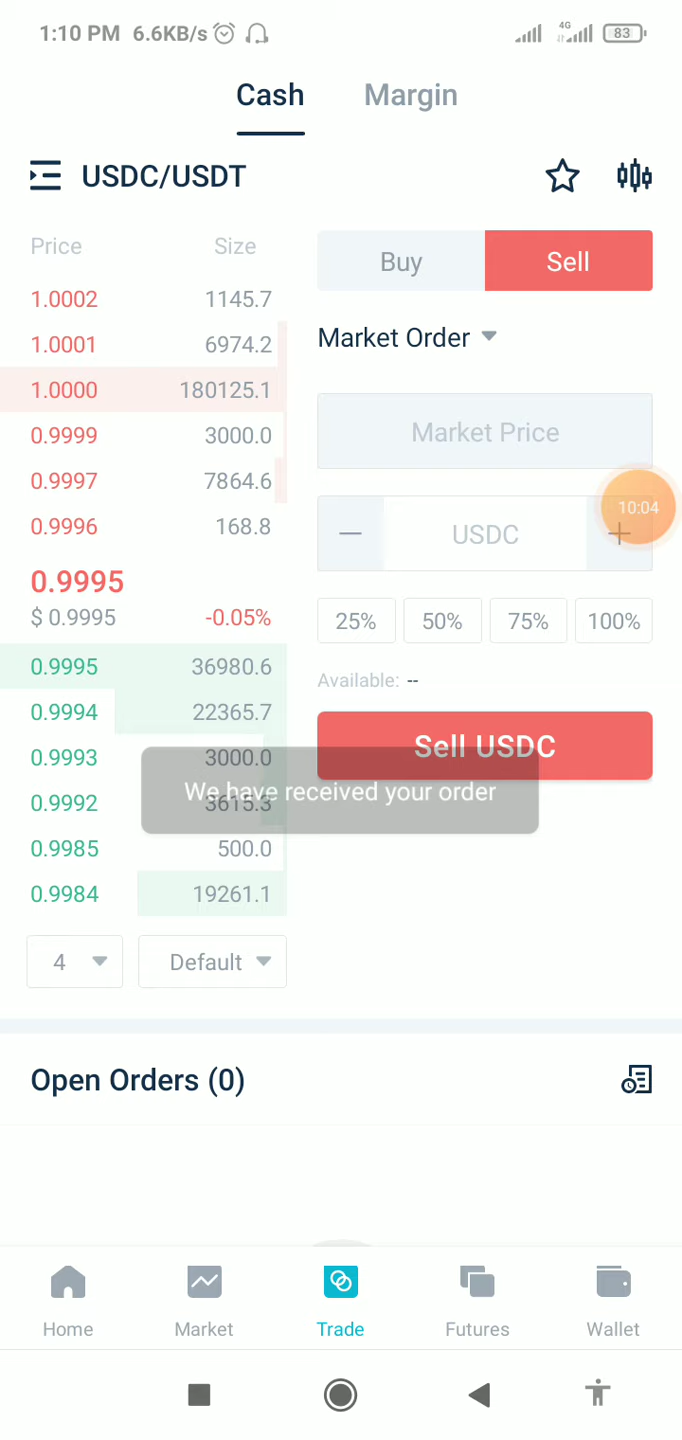 1:10 PM 6.6KB/s 4G 83
Cash Margin
USDC/USDT
Price Size
1.0002 1145.7
1.0001 6974.2
1.0000 180125.1
0.9999 3000.0
0.9997 7864.6
0.9996 168.8
0.9995
$ 0.9995 -0.05%
0.9995 36980.6
0.9994 22365.7
0.9993 3000.0
0.9992 3615.3
0.9985 500.0
0.9984 19261.1
4 Default
Buy Sell
Market Order
Market Price
10:04
— USDC +
25% 50% 75% 100%
Available: --
Sell USDC
We have received your order
Open Orders (0)
Home Market Trade Futures Wallet